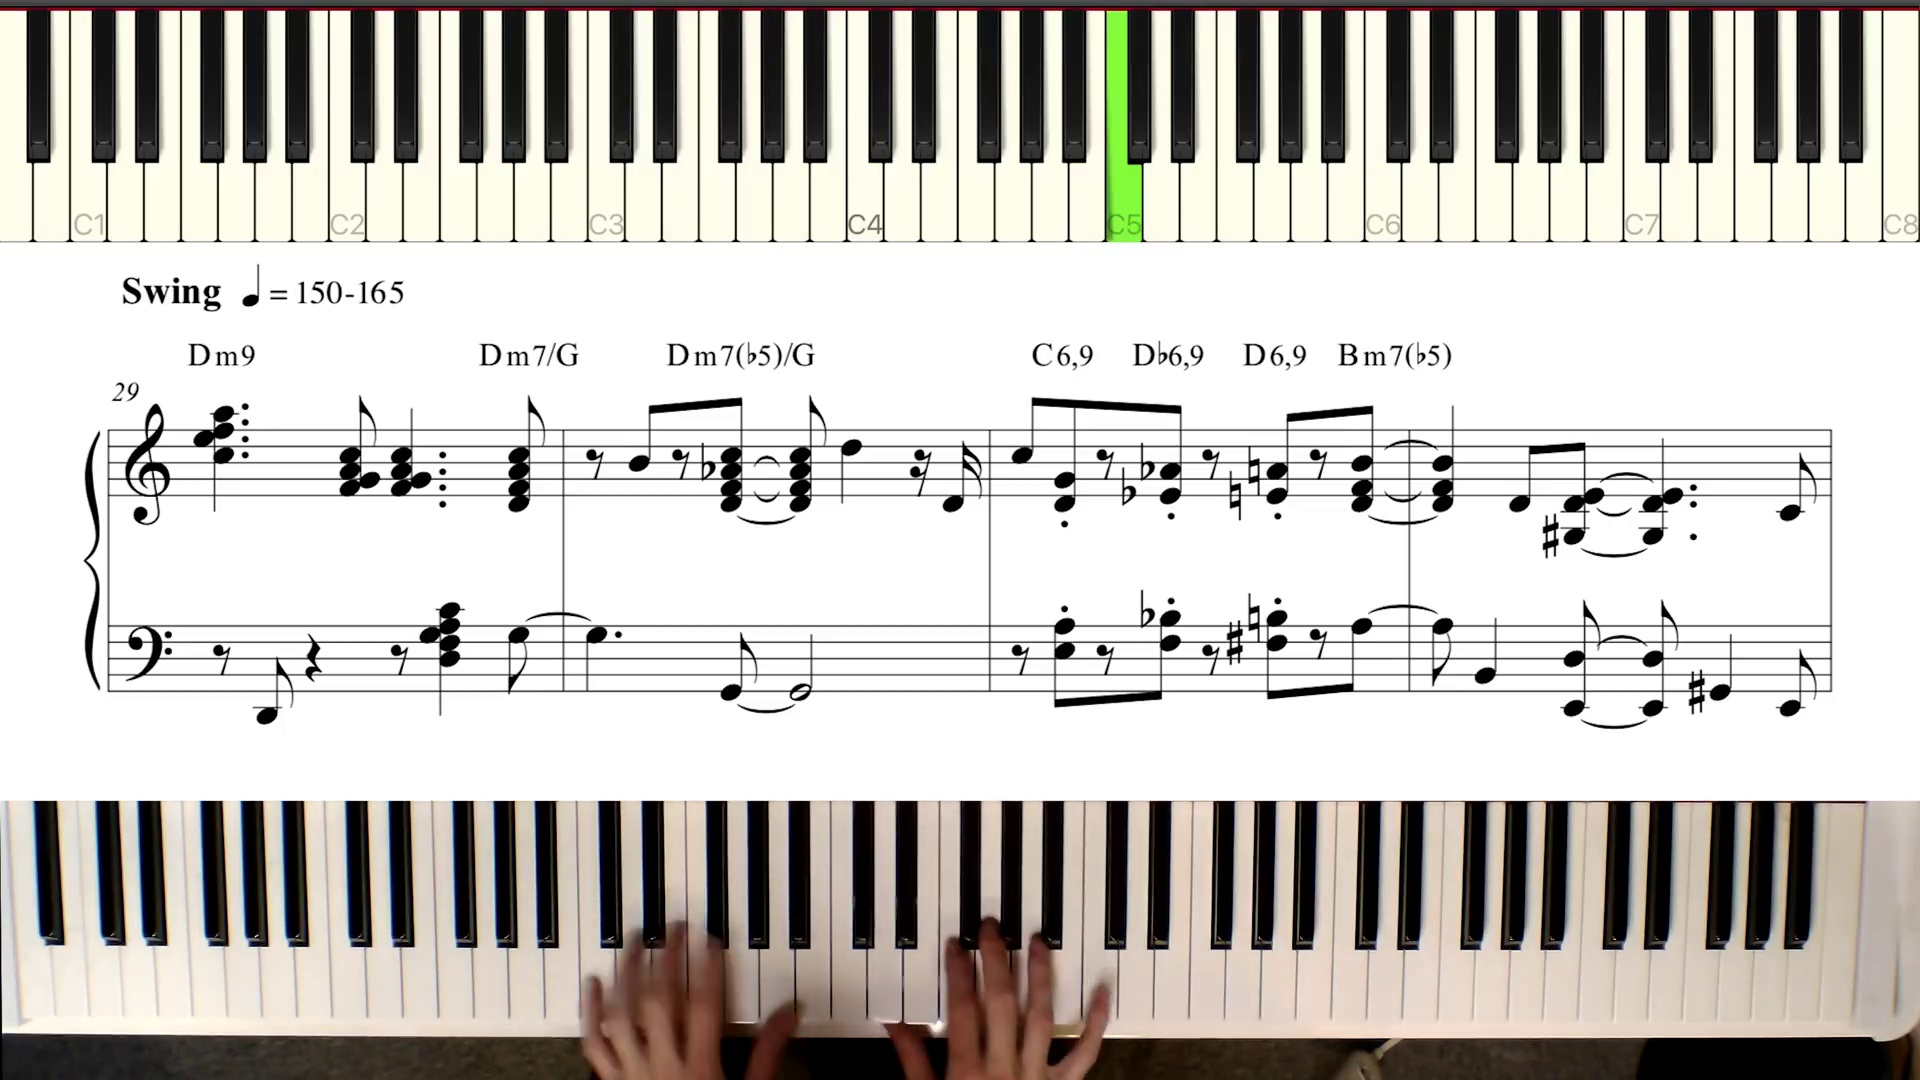 C1 C2 C3 C4 C5 C6 C7 C8
Swing ♩ = 150-165
Dm9 Dm7/G Dm7(♭5)/G C6,9 D♭6,9 D6,9 Bm7(♭5)
29